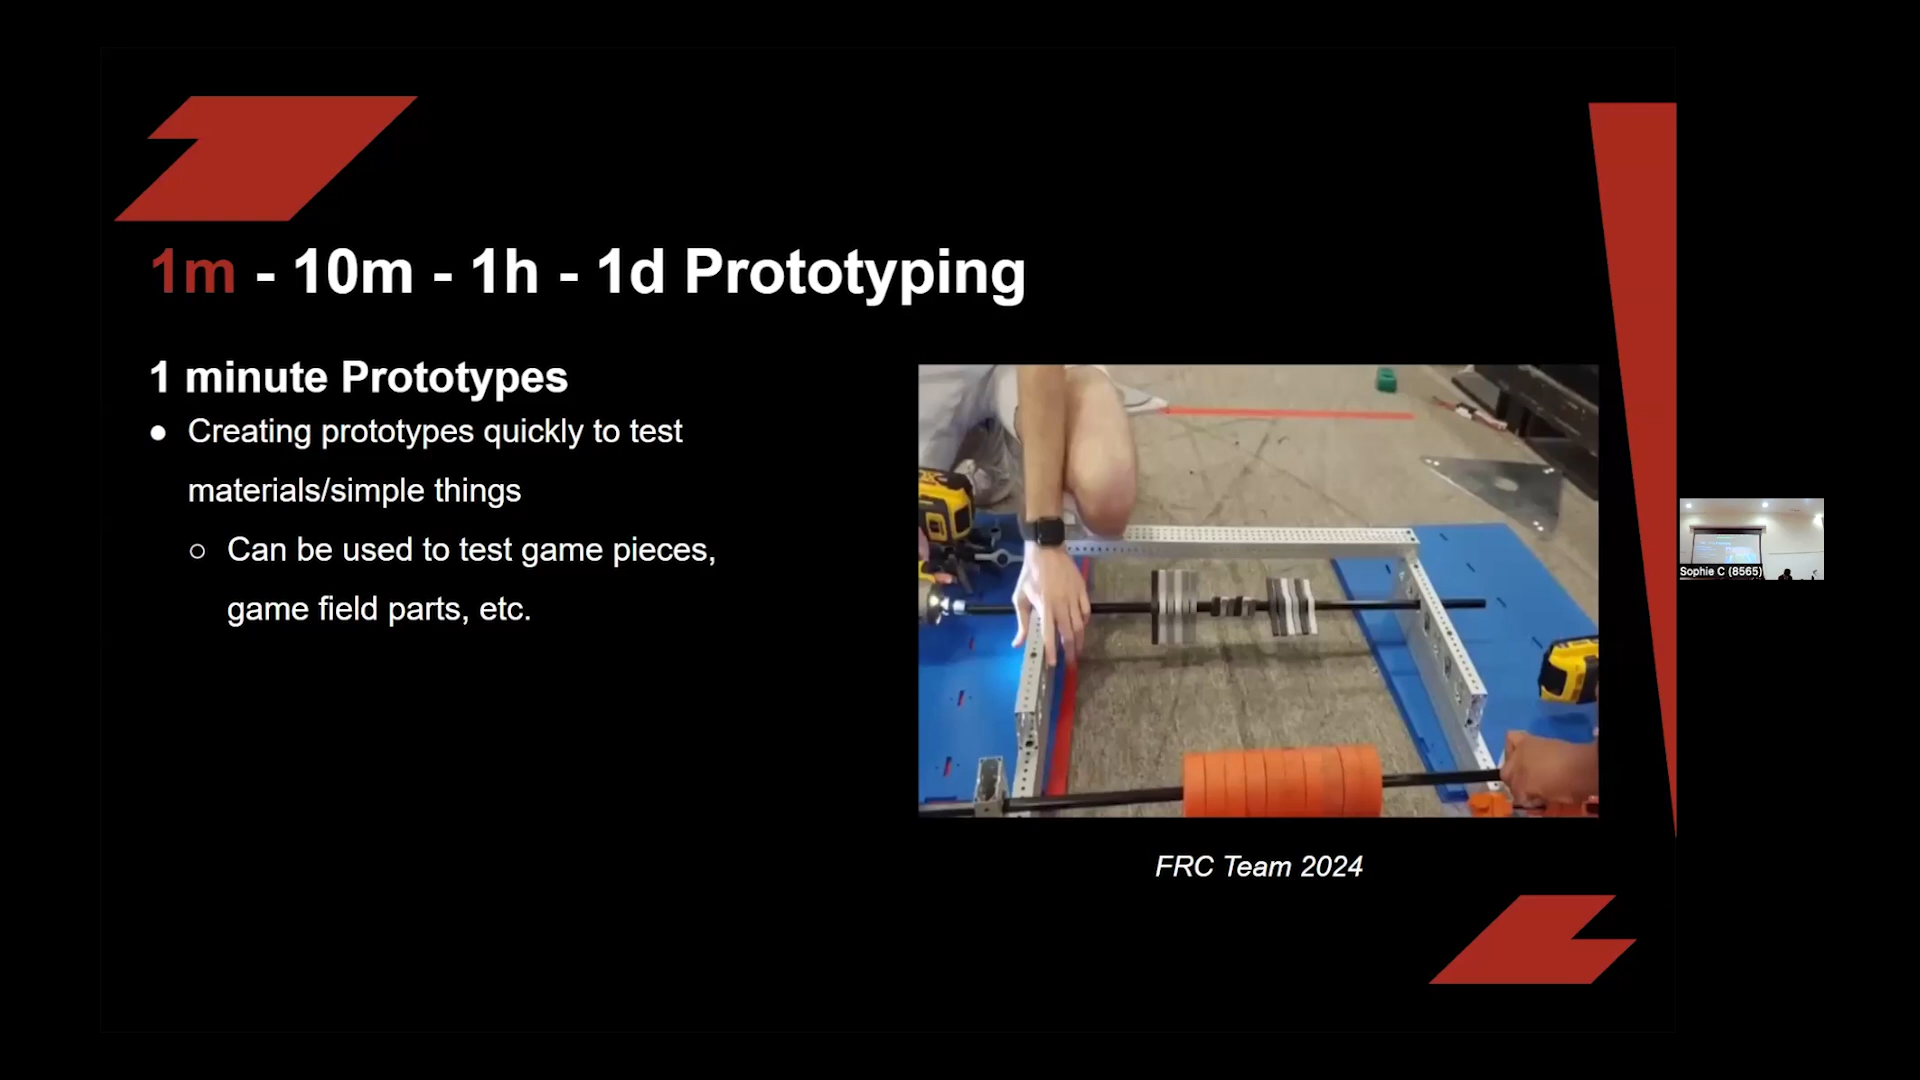 1m - 10m - 1h - 1d Prototyping
1 minute Prototypes
● Creating prototypes quickly to test
materials/simple things
○ Can be used to test game pieces,
game field parts, etc.
FRC Team 2024
Sophie C (8565)